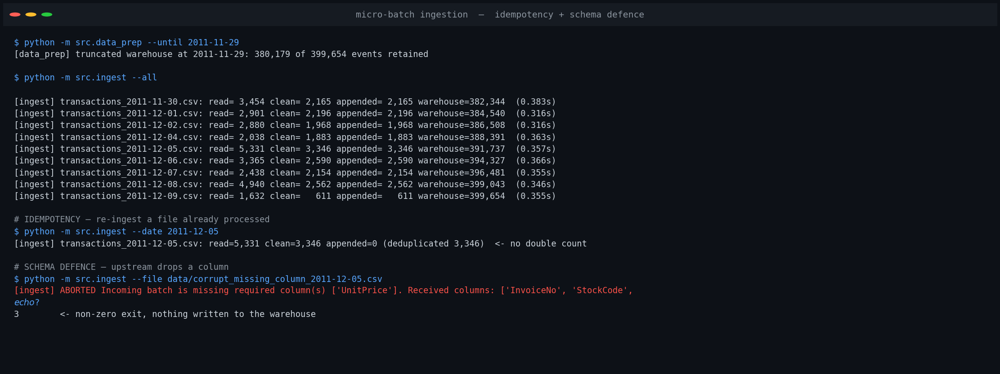 micro-batch ingestion — idempotency + schema defence
$ python -m src.data_prep --until 2011-11-29
[data_prep] truncated warehouse at 2011-11-29: 380,179 of 399,654 events retained
$ python -m src.ingest --all
[ingest] transactions_2011-11-30.csv: read= 3,454 clean= 2,165 appended= 2,165 warehouse=382,344  (0.383s)
[ingest] transactions_2011-12-01.csv: read= 2,901 clean= 2,196 appended= 2,196 warehouse=384,540  (0.316s)
[ingest] transactions_2011-12-02.csv: read= 2,880 clean= 1,968 appended= 1,968 warehouse=386,508  (0.316s)
[ingest] transactions_2011-12-04.csv: read= 2,038 clean= 1,883 appended= 1,883 warehouse=388,391  (0.363s)
[ingest] transactions_2011-12-05.csv: read= 5,331 clean= 3,346 appended= 3,346 warehouse=391,737  (0.357s)
[ingest] transactions_2011-12-06.csv: read= 3,365 clean= 2,590 appended= 2,590 warehouse=394,327  (0.366s)
[ingest] transactions_2011-12-07.csv: read= 2,438 clean= 2,154 appended= 2,154 warehouse=396,481  (0.355s)
[ingest] transactions_2011-12-08.csv: read= 4,940 clean= 2,562 appended= 2,562 warehouse=399,043  (0.346s)
[ingest] transactions_2011-12-09.csv: read= 1,632 clean=   611 appended=   611 warehouse=399,654  (0.355s)
# IDEMPOTENCY — re-ingest a file already processed
$ python -m src.ingest --date 2011-12-05
[ingest] transactions_2011-12-05.csv: read=5,331 clean=3,346 appended=0 (deduplicated 3,346)  <- no double count
# SCHEMA DEFENCE — upstream drops a column
$ python -m src.ingest --file data/corrupt_missing_column_2011-12-05.csv
[ingest] ABORTED Incoming batch is missing required column(s) ['UnitPrice']. Received columns: ['InvoiceNo', 'StockCode',
echo?
3        <- non-zero exit, nothing written to the warehouse